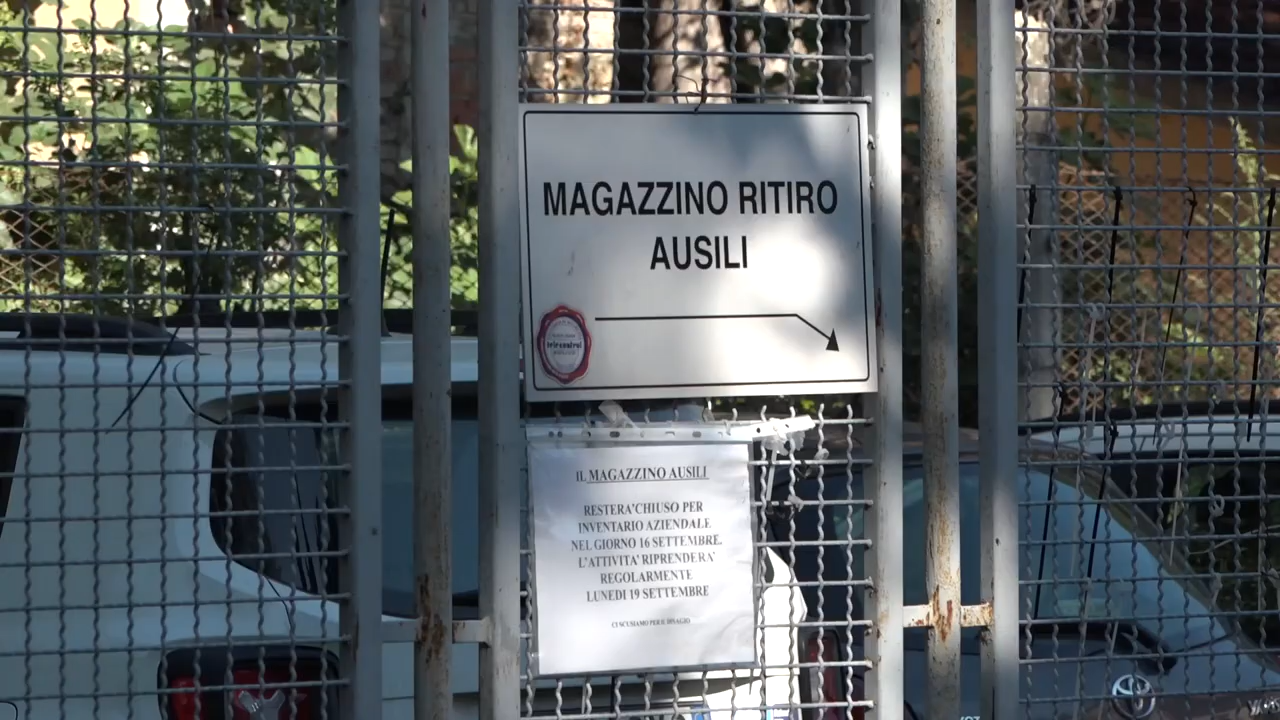 MAGAZZINO RITIRO
AUSILI
IL MAGAZZINO AUSILI
RESTERA' CHIUSO PER
INVENTARIO AZIENDALE
NEL GIORNO 16 SETTEMBRE.
L'ATTIVITA' RIPRENDERA'
REGOLARMENTE
LUNEDI 19 SETTEMBRE
CI SCUSIAMO PER IL DISAGIO